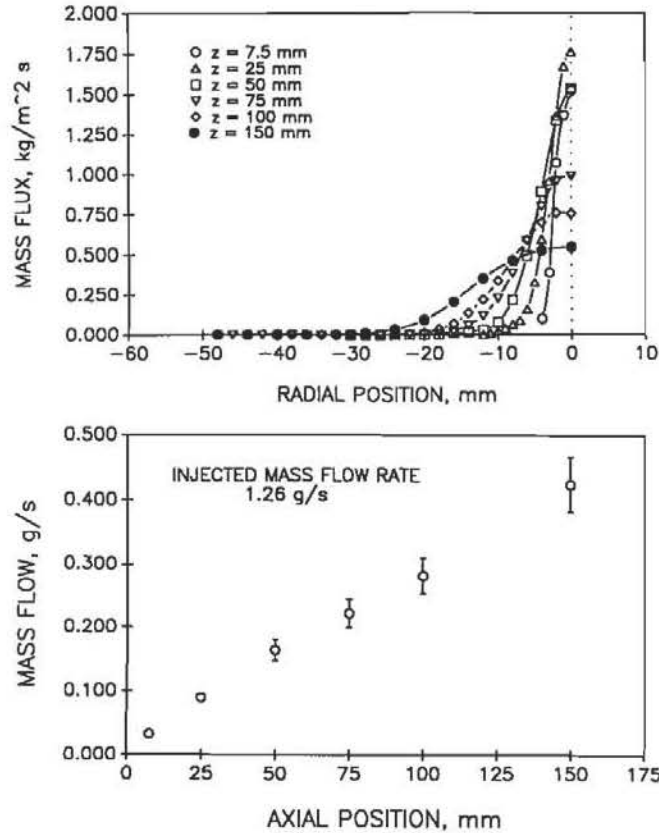 2.000
1.750
1.500
1.250
1.000
0.750
0.500
0.250
0.000
MASS FLUX, kg/m^2 s
z = 7.5 mm
z = 25 mm
z = 50 mm
z = 75 mm
z = 100 mm
z = 150 mm
-60 -50 -40 -30 -20 -10 0 10
RADIAL POSITION, mm
0.500
0.400
0.300
0.200
0.100
0.000
MASS FLOW, g/s
INJECTED MASS FLOW RATE
1.26 g/s
0 25 50 75 100 125 150 175
AXIAL POSITION, mm